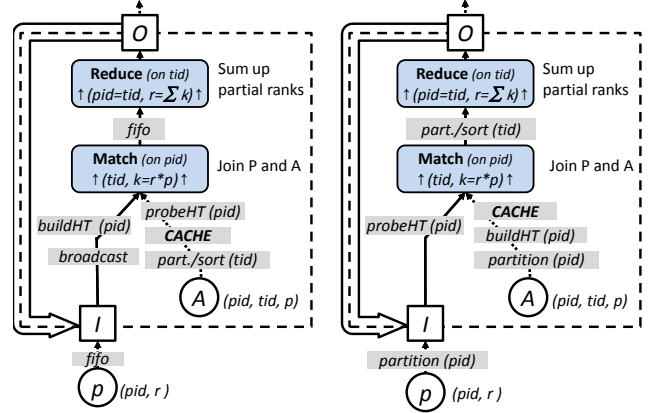 O
Reduce (on tid)
↑(pid=tid, r=∑ k)↑
Sum up
partial ranks
fifo
Match (on pid)
↑(tid, k=r*p)↑
Join P and A
buildHT (pid)
broadcast
probeHT (pid)
CACHE
part./sort (tid)
A
(pid, tid, p)
I
fifo
p
(pid, r )
O
Reduce (on tid)
↑(pid=tid, r=∑ k)↑
Sum up
partial ranks
part./sort (tid)
Match (on pid)
↑(tid, k=r*p)↑
Join P and A
probeHT (pid)
CACHE
buildHT (pid)
partition (pid)
A
(pid, tid, p)
I
partition (pid)
p
(pid, r )